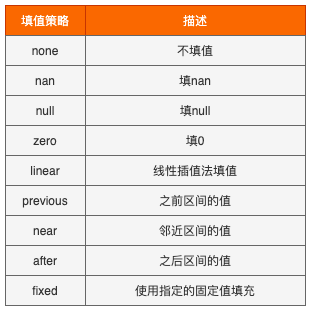 填值策略 描述
none 不填值
nan 填nan
null 填null
zero 填0
linear 线性插值法填值
previous 之前区间的值
near 邻近区间的值
after 之后区间的值
fixed 使用指定的固定值填充